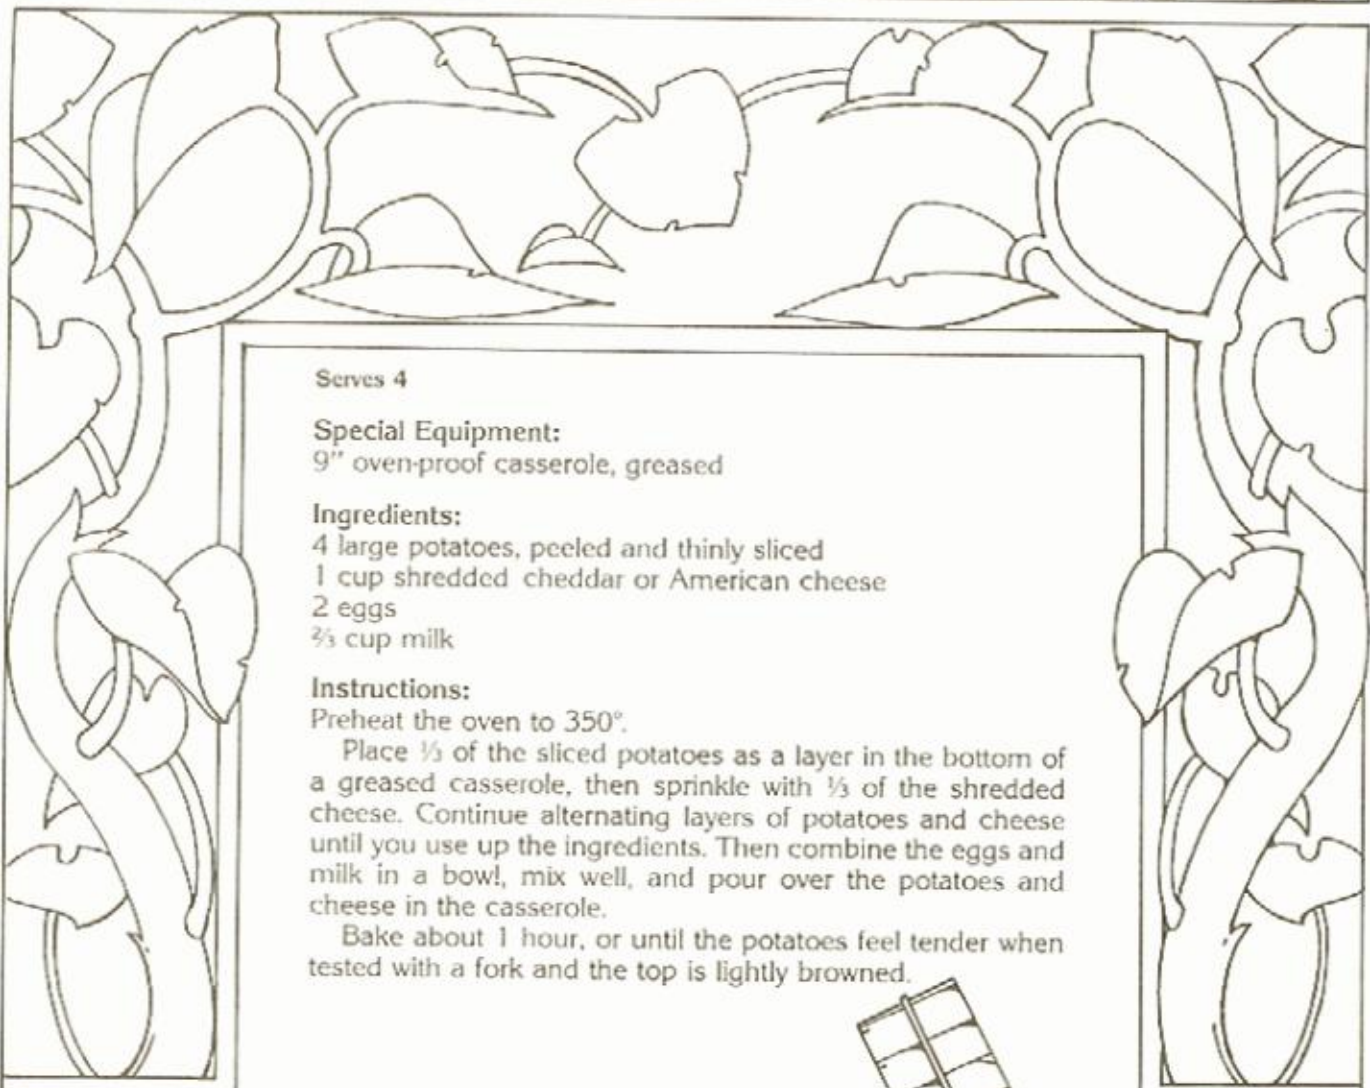 Serves 4
Special Equipment:
9" oven-proof casserole, greased
Ingredients:
4 large potatoes, peeled and thinly sliced
1 cup shredded cheddar or American cheese
2 eggs
⅔ cup milk
Instructions:
Preheat the oven to 350°.
Place ⅓ of the sliced potatoes as a layer in the bottom of
a greased casserole, then sprinkle with ⅓ of the shredded
cheese. Continue alternating layers of potatoes and cheese
until you use up the ingredients. Then combine the eggs and
milk in a bowl, mix well, and pour over the potatoes and
cheese in the casserole.
Bake about 1 hour, or until the potatoes feel tender when
tested with a fork and the top is lightly browned.